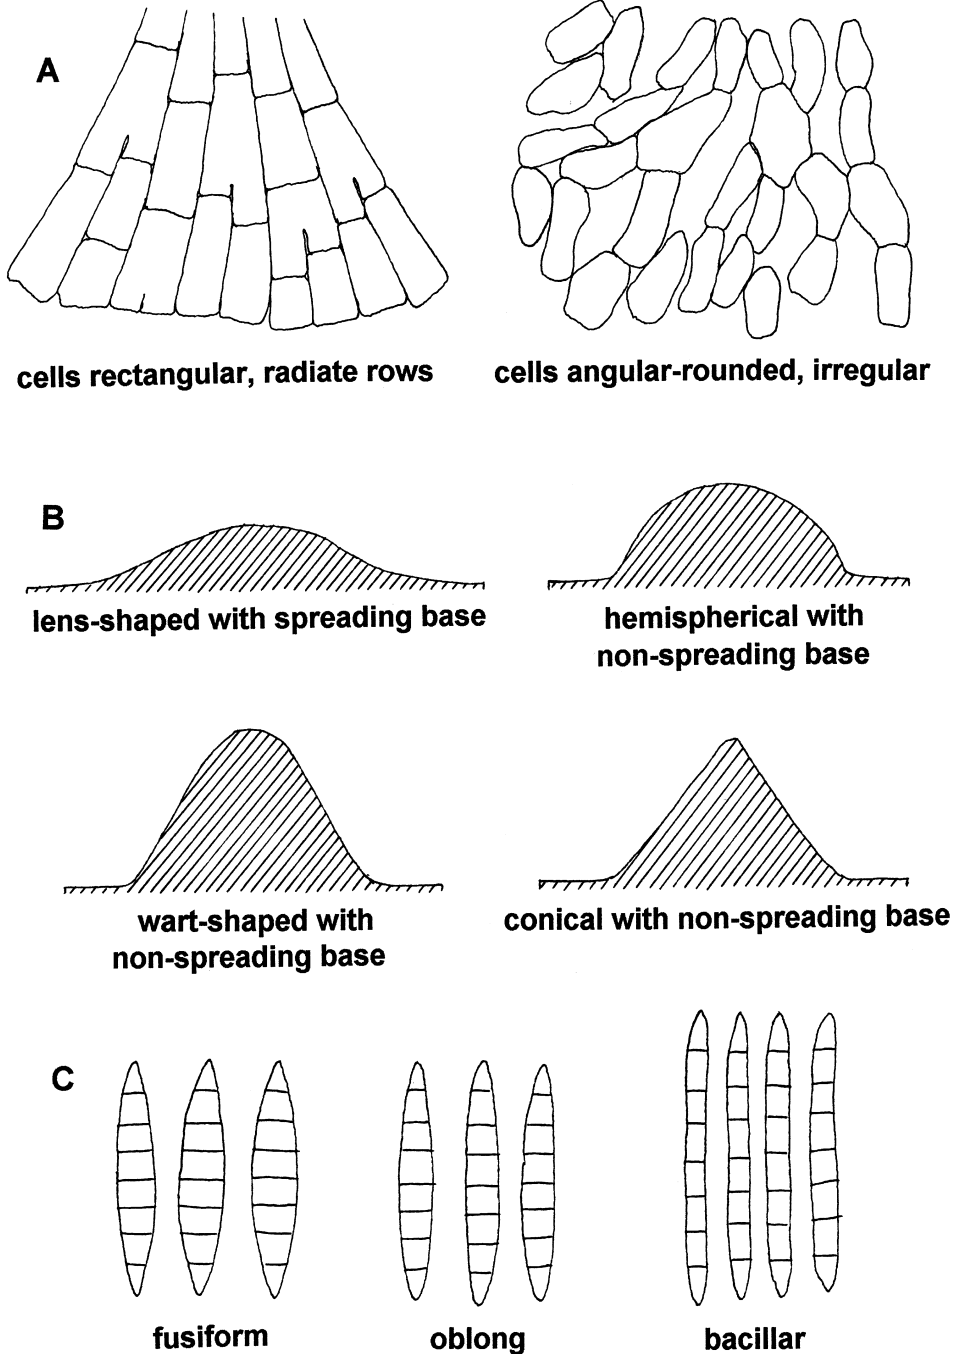 A
cells rectangular, radiate rows
cells angular-rounded, irregular
B
lens-shaped with spreading base
hemispherical with
non-spreading base
wart-shaped with
non-spreading base
conical with non-spreading base
C
fusiform
oblong
bacillar